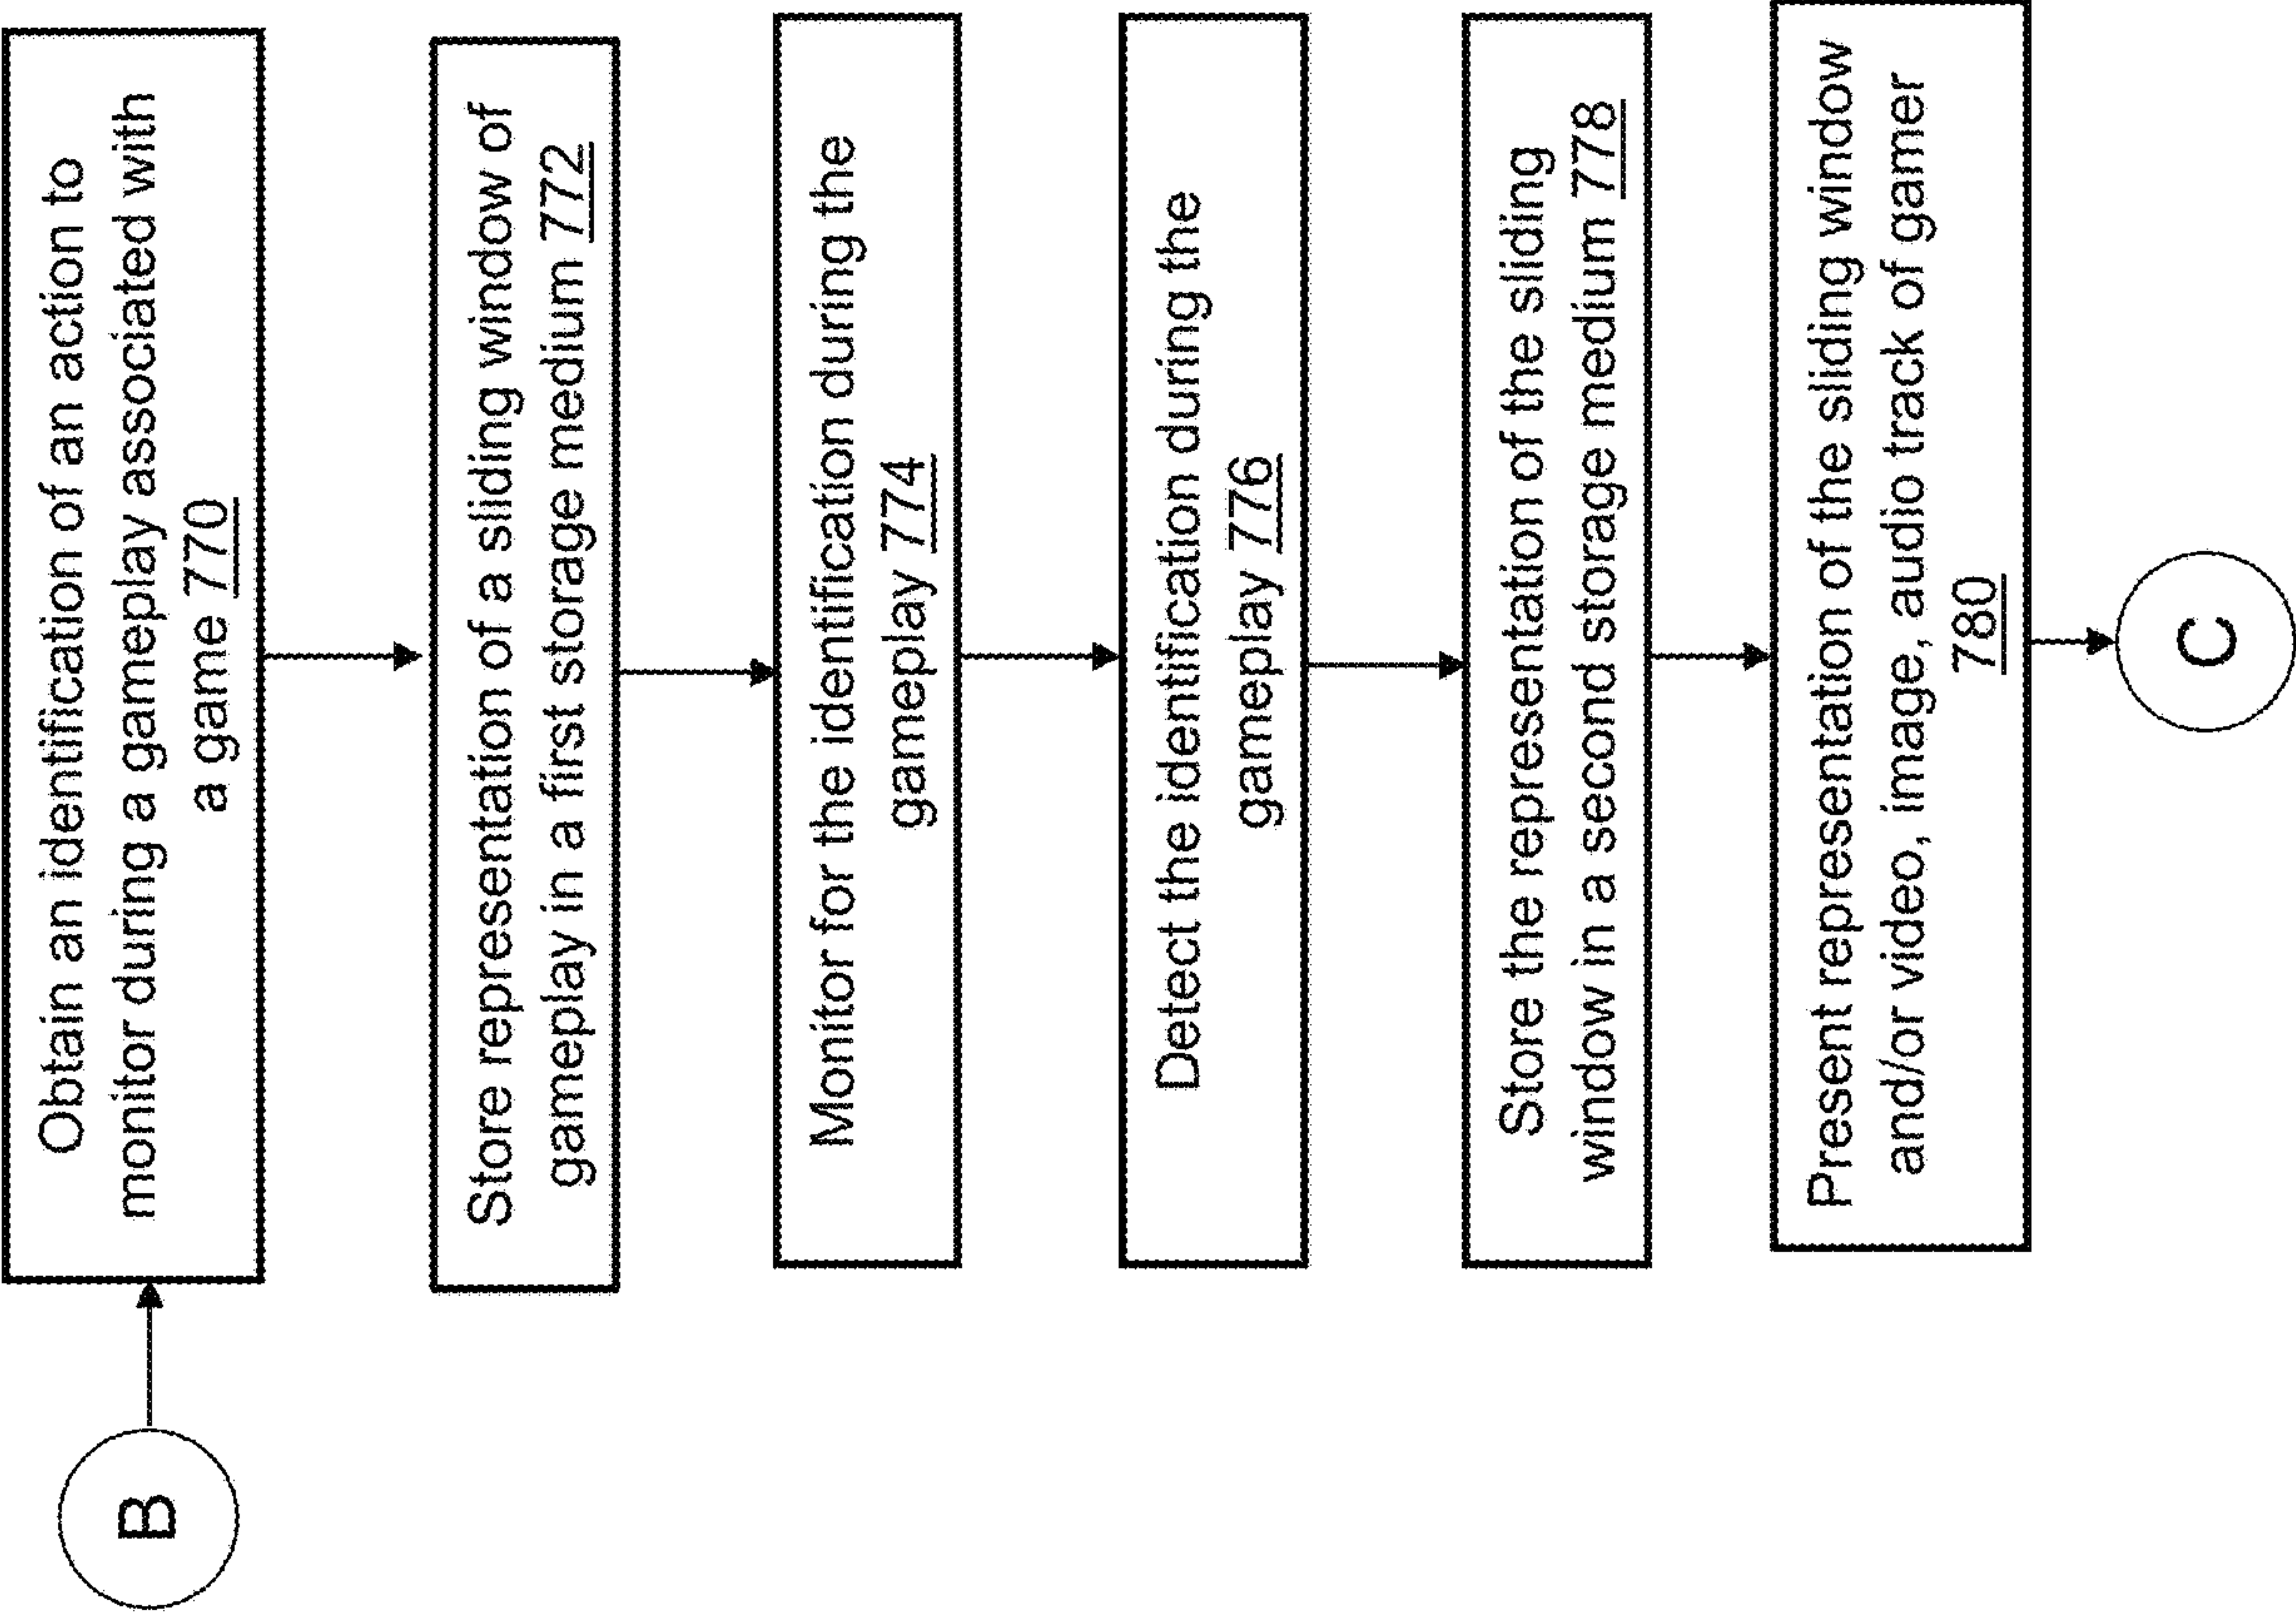 B
Obtain an identification of an action to
monitor during a gameplay associated with
a game 770
Store representation of a sliding window of
gameplay in a first storage medium 772
Monitor for the identification during the
gameplay 774
Detect the identification during the
gameplay 776
Store the representation of the sliding
window in a second storage medium 778
Present representation of the sliding window
and/or video, image, audio track of gamer
780
C